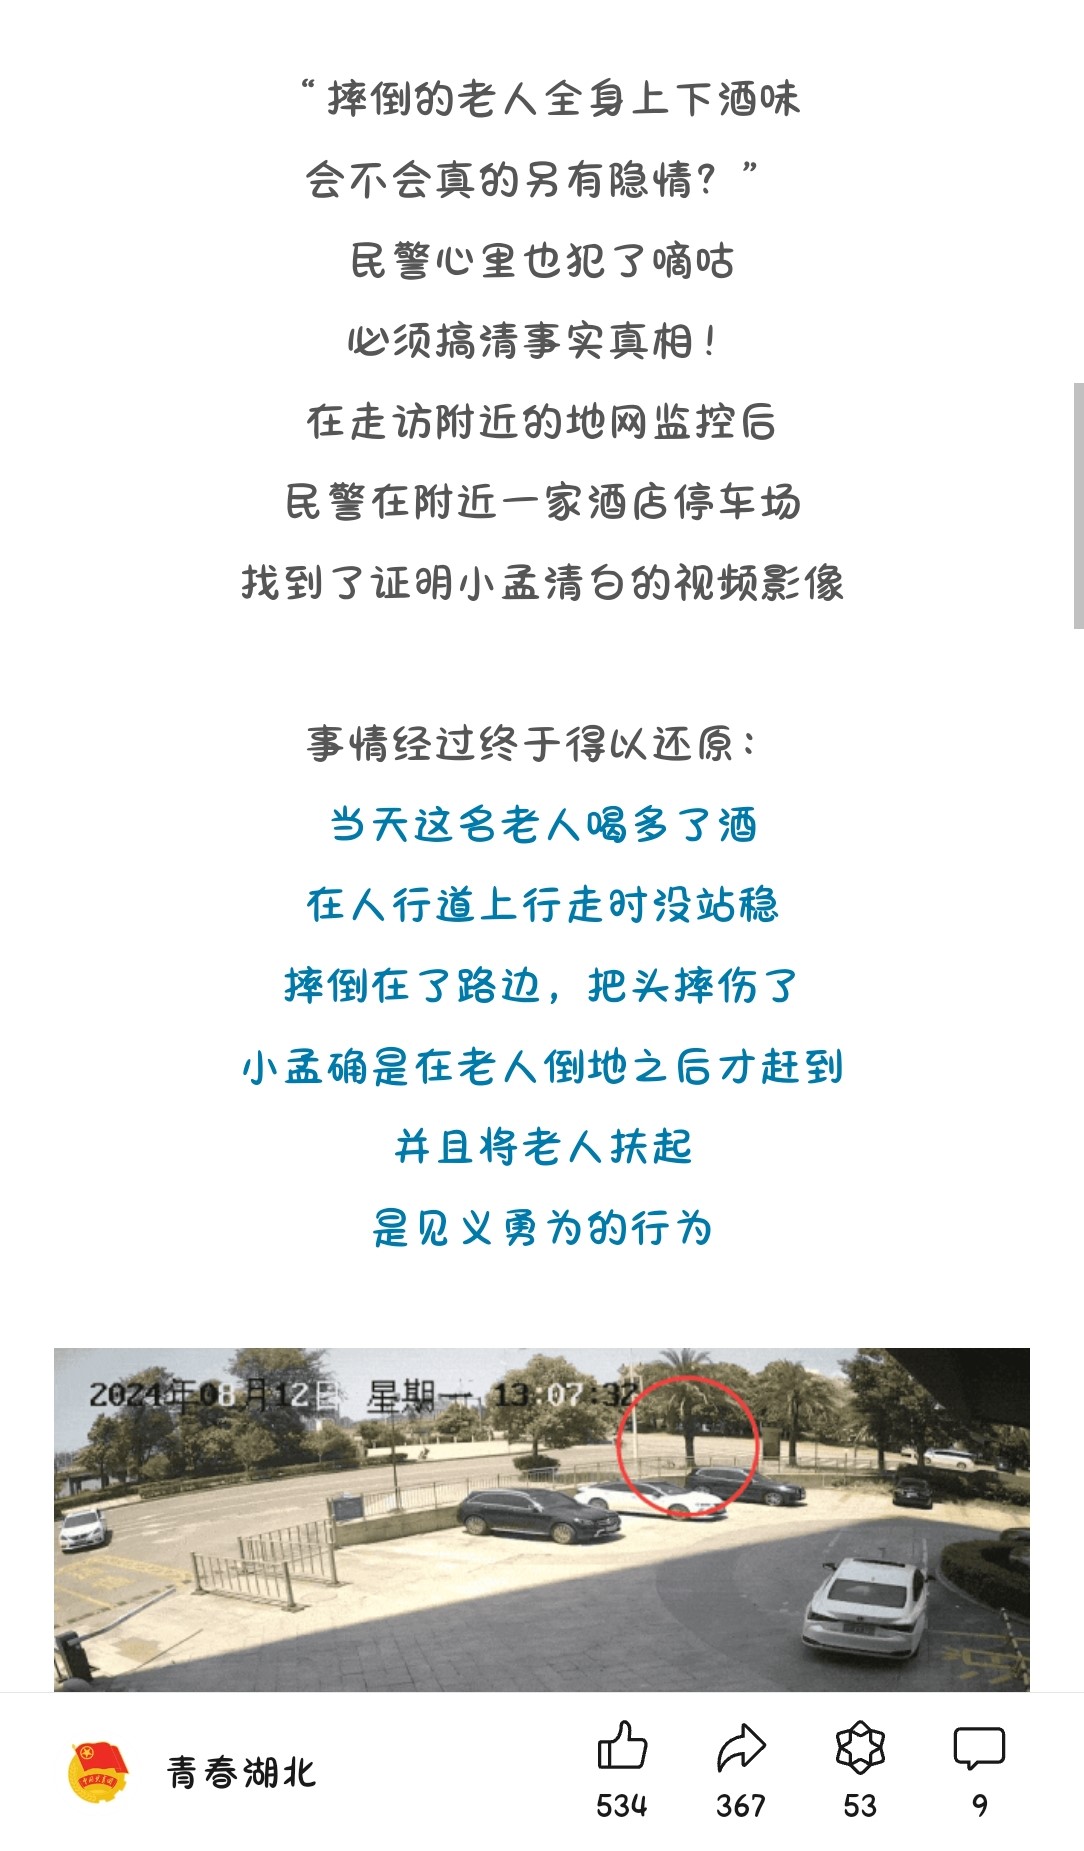 “摔倒的老人全身上下酒味
会不会真的另有隐情？”
民警心里也犯了嘀咕
必须搞清事实真相！
在走访附近的地网监控后
民警在附近一家酒店停车场
找到了证明小孟清白的视频影像
事情经过终于得以还原：
当天这名老人喝多了酒
在人行道上行走时没站稳
摔倒在了路边，把头摔伤了
小孟确是在老人倒地之后才赶到
并且将老人扶起
是见义勇为的行为
2024年08月12日 星期一 13:07:32
青春湖北
534 367 53 9